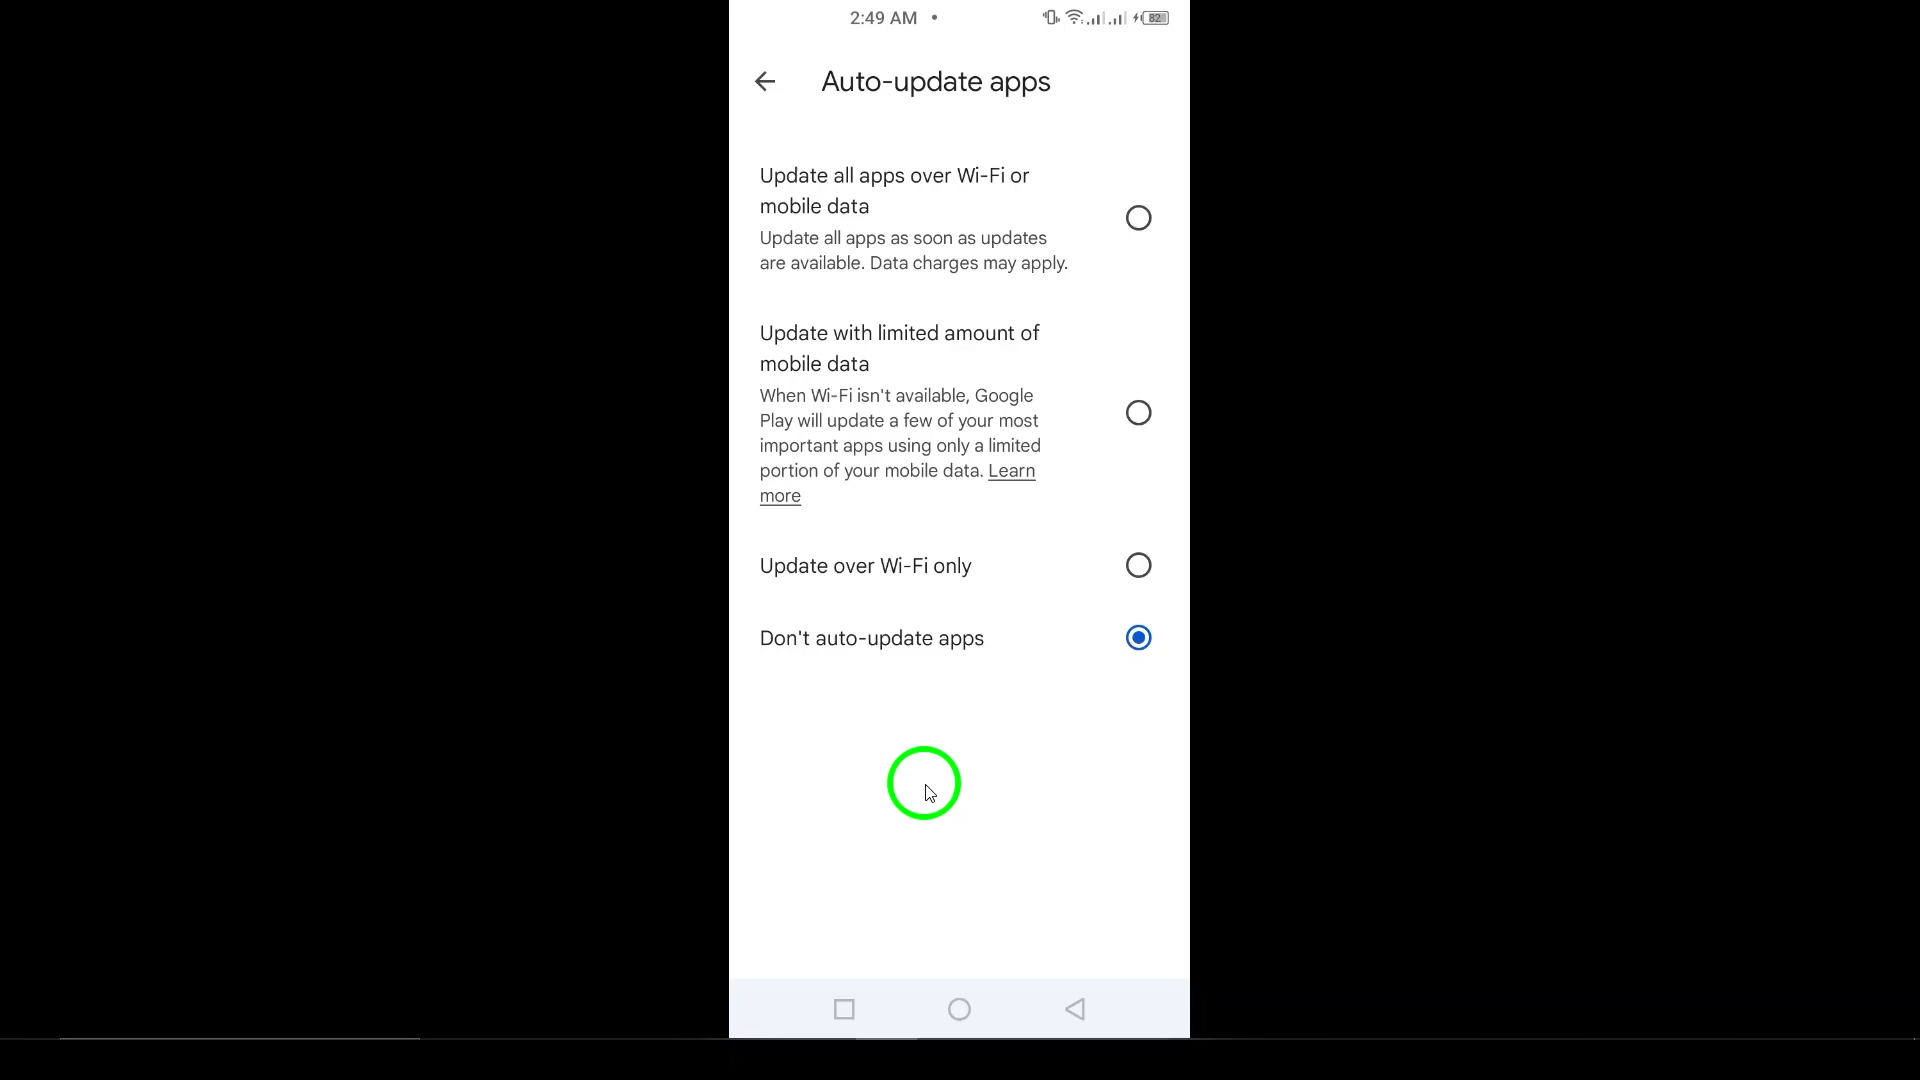 2:49 AM
82
Auto-update apps
Update all apps over Wi-Fi or
mobile data
Update all apps as soon as updates
are available. Data charges may apply.
Update with limited amount of
mobile data
When Wi-Fi isn't available, Google
Play will update a few of your most
important apps using only a limited
portion of your mobile data. Learn
more
Update over Wi-Fi only
Don't auto-update apps